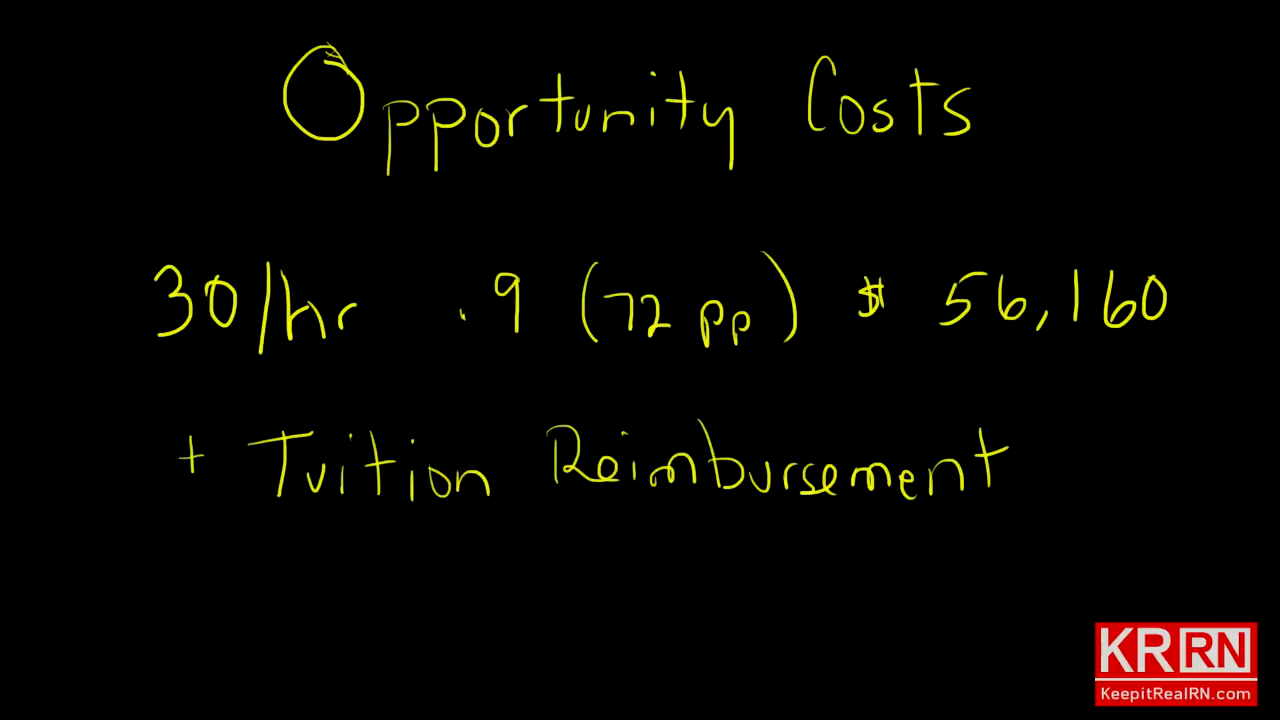 Opportunity Costs
30/hr .9 (72 pp) $ 56,160
+ Tuition Reimbursement
KRRN
KeepitRealRN.com